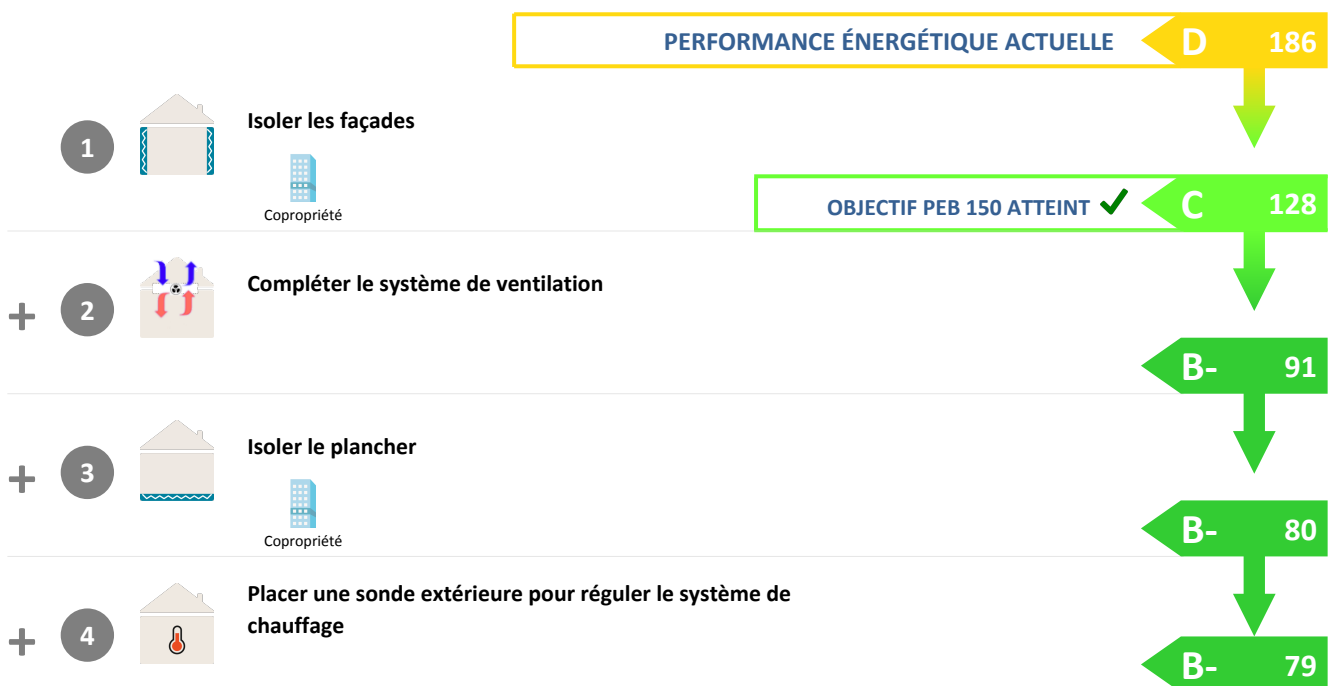 PERFORMANCE ÉNERGÉTIQUE ACTUELLE D 186
1 Isoler les façades
Copropriété
OBJECTIF PEB 150 ATTEINT ✓ C 128
+ 2 Compléter le système de ventilation
B- 91
+ 3 Isoler le plancher
Copropriété
B- 80
+ 4 Placer une sonde extérieure pour réguler le système de
chauffage
B- 79